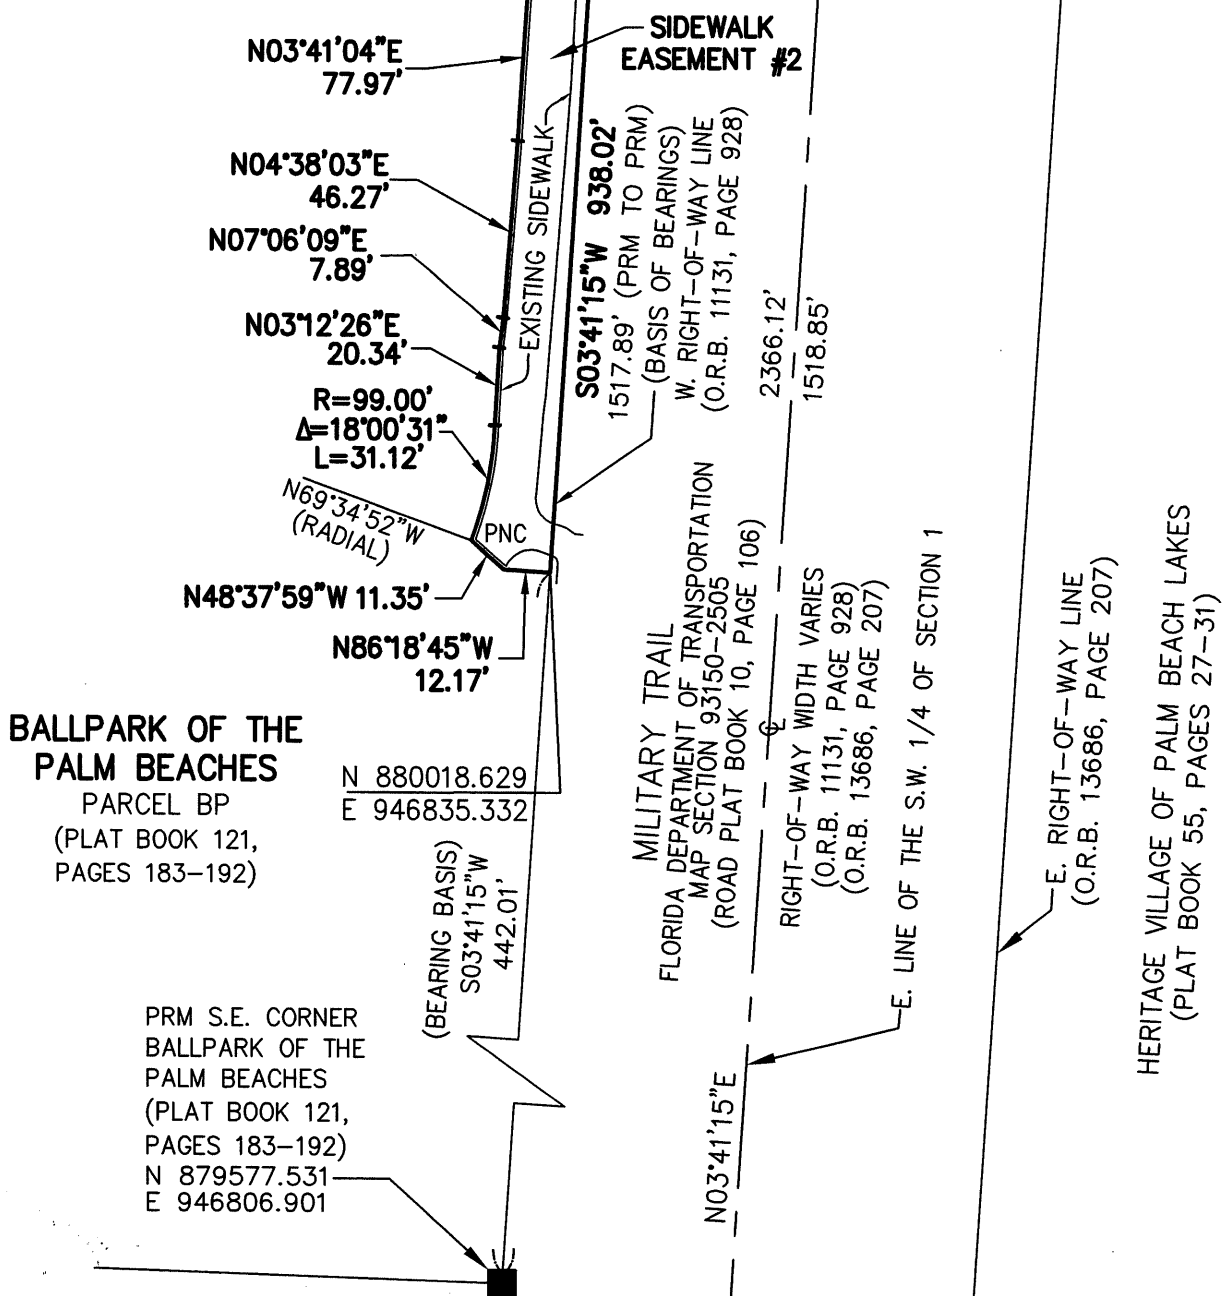 SIDEWALK
EASEMENT #2
N03°41'04"E
77.97'
N04°38'03"E
46.27'
N07°06'09"E
7.89'
N03°12'26"E
20.34'
R=99.00'
Δ=18°00'31"
L=31.12'
N69°34'52"W
(RADIAL)
PNC
N48°37'59"W 11.35'
N86°18'45"W
12.17'
EXISTING SIDEWALK
S03°41'15"W 938.02'
1517.89' (PRM TO PRM)
(BASIS OF BEARINGS)
W. RIGHT-OF-WAY LINE
(O.R.B. 11131, PAGE 928)
2366.12'
1518.85'
BALLPARK OF THE
PALM BEACHES
PARCEL BP
(PLAT BOOK 121,
PAGES 183-192)
N 880018.629
E 946835.332
(BEARING BASIS)
S03°41'15"W
442.01'
MILITARY TRAIL
FLORIDA DEPARTMENT OF TRANSPORTATION
MAP SECTION 93150-2505
(ROAD PLAT BOOK 10, PAGE 106)
℄
RIGHT-OF-WAY WIDTH VARIES
(O.R.B. 11131, PAGE 928)
(O.R.B. 13686, PAGE 207)
E. LINE OF THE S.W. 1/4 OF SECTION 1
E. RIGHT-OF-WAY LINE
(O.R.B. 13686, PAGE 207)
HERITAGE VILLAGE OF PALM BEACH LAKES
(PLAT BOOK 55, PAGES 27-31)
N03°41'15"E
PRM S.E. CORNER
BALLPARK OF THE
PALM BEACHES
(PLAT BOOK 121,
PAGES 183-192)
N 879577.531
E 946806.901